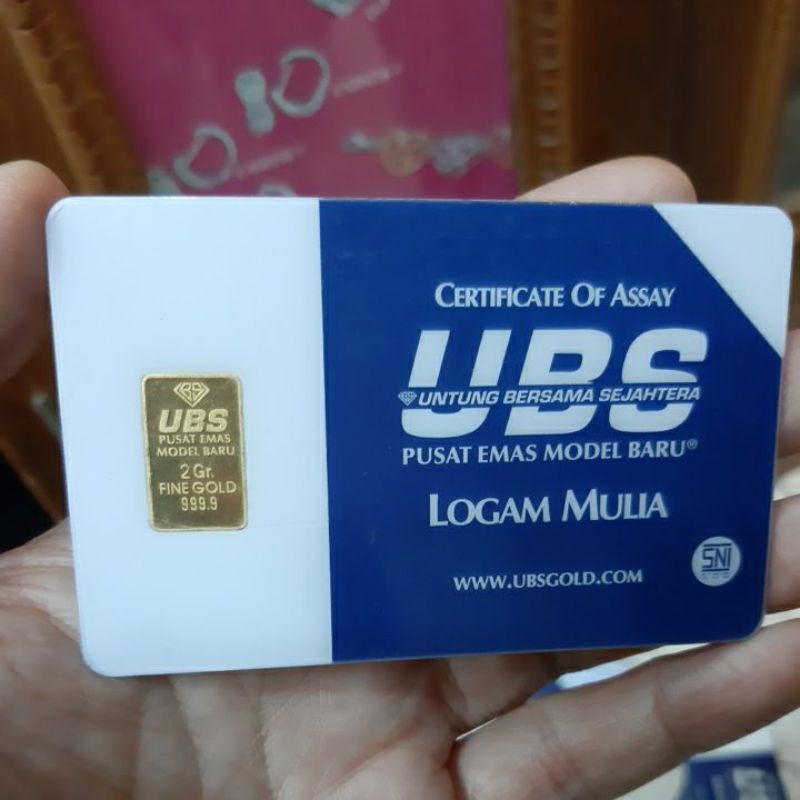 UBS
PUSAT EMAS
MODEL BARU
2 Gr.
FINE GOLD
999.9
CERTIFICATE OF ASSAY
UBS
UNTUNG BERSAMA SEJAHTERA
PUSAT EMAS MODEL BARU®
LOGAM MULIA
WWW.UBSGOLD.COM
SNI